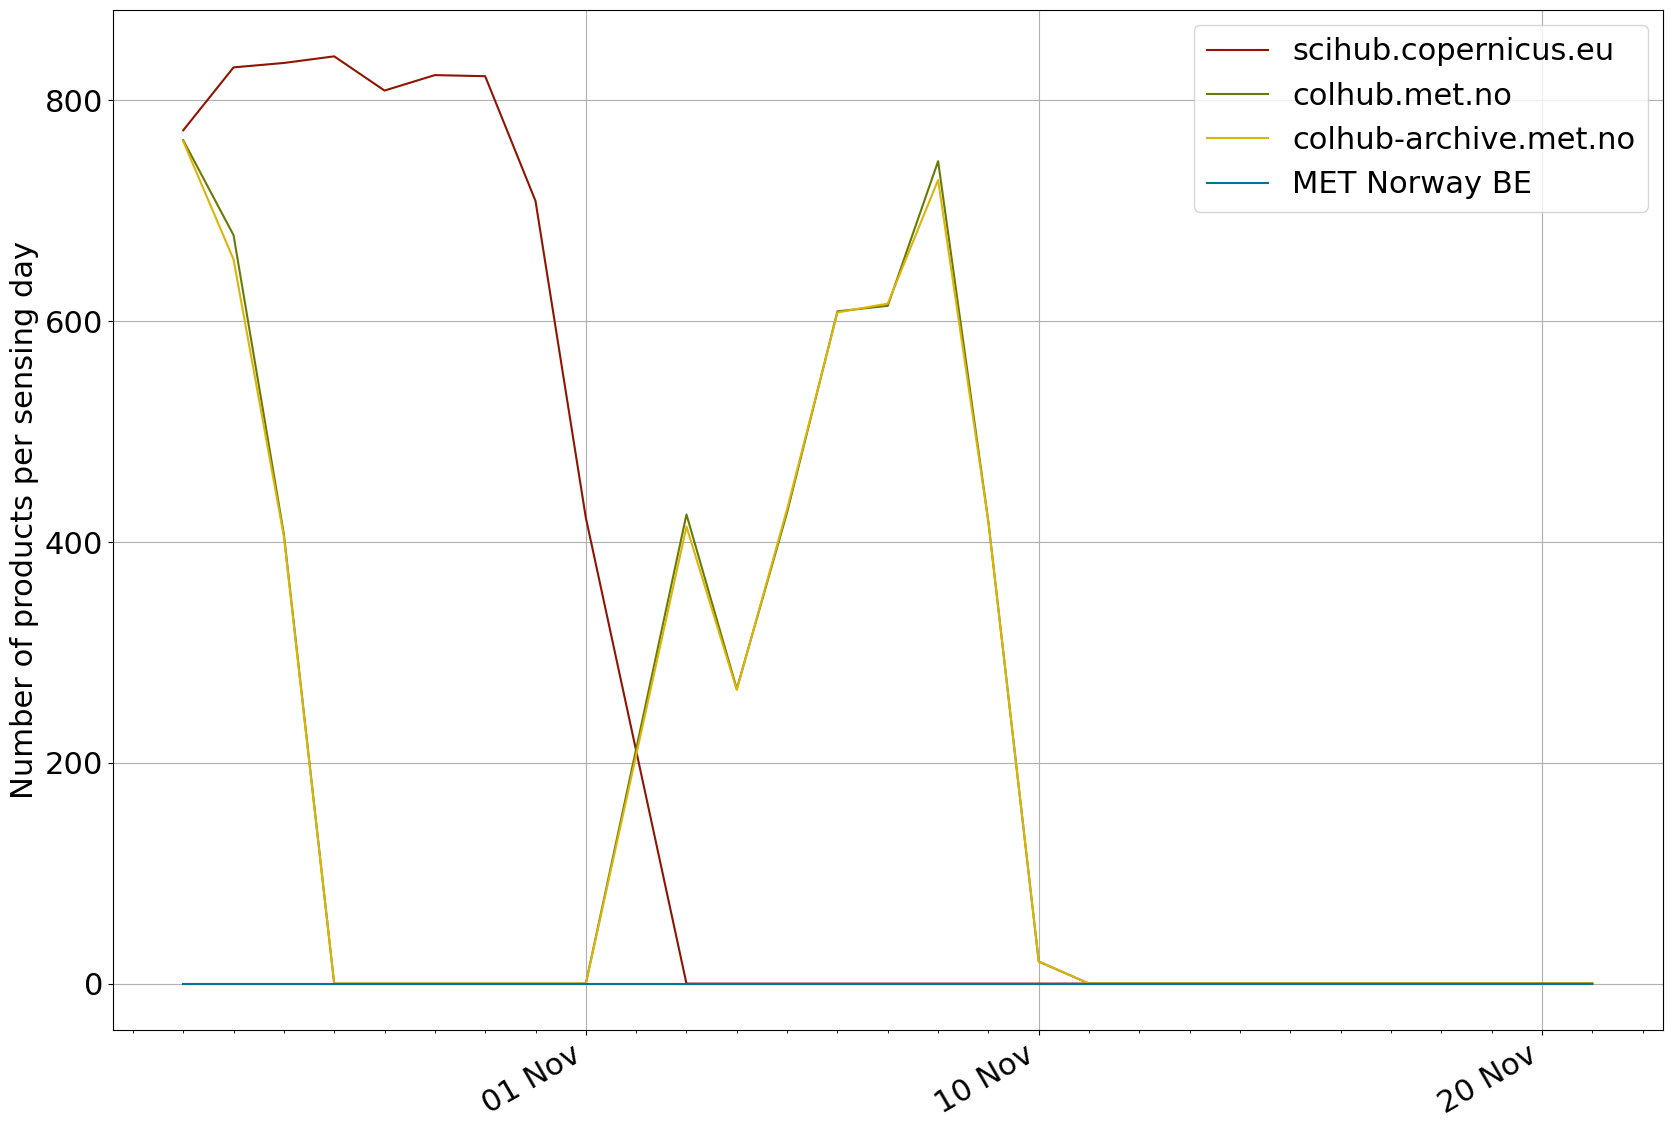 Number of products per sensing day
800
600
400
200
0
01 Nov
10 Nov
20 Nov
scihub.copernicus.eu
colhub.met.no
colhub-archive.met.no
MET Norway BE